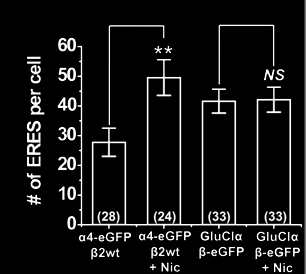 # of ERES per cell
60
50
40
30
20
10
0
**
NS
(28)
(24)
(33)
(33)
α4-eGFP
β2wt
α4-eGFP
β2wt
+ Nic
GluClα
β-eGFP
GluClα
β-eGFP
+ Nic